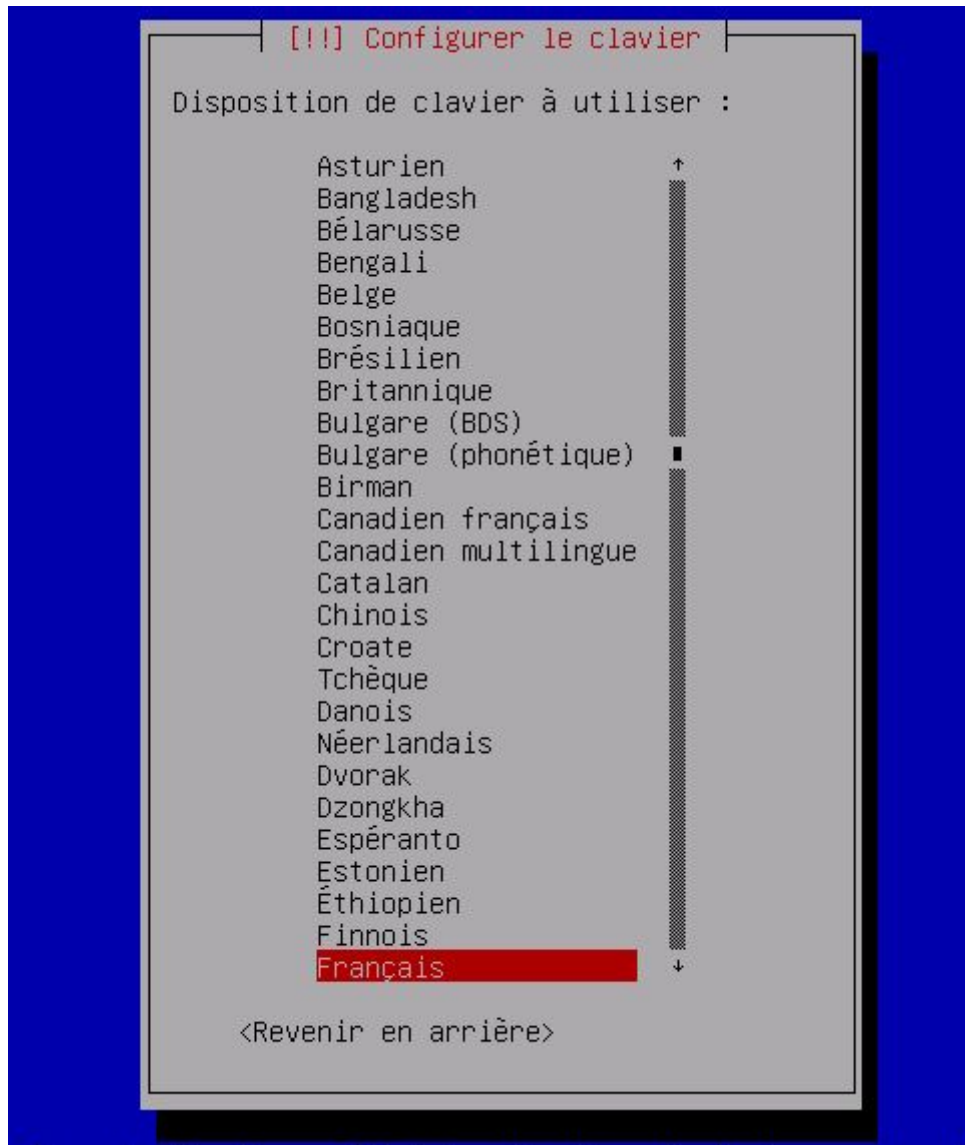 [!!] Configurer le clavier
Disposition de clavier à utiliser :
Asturien
Bangladesh
Bélarusse
Bengali
Belge
Bosniaque
Brésilien
Britannique
Bulgare (BDS)
Bulgare (phonétique)
Birman
Canadien français
Canadien multilingue
Catalan
Chinois
Croate
Tchèque
Danois
Néerlandais
Dvorak
Dzongkha
Espéranto
Estonien
Éthiopien
Finnois
Français
<Revenir en arrière>